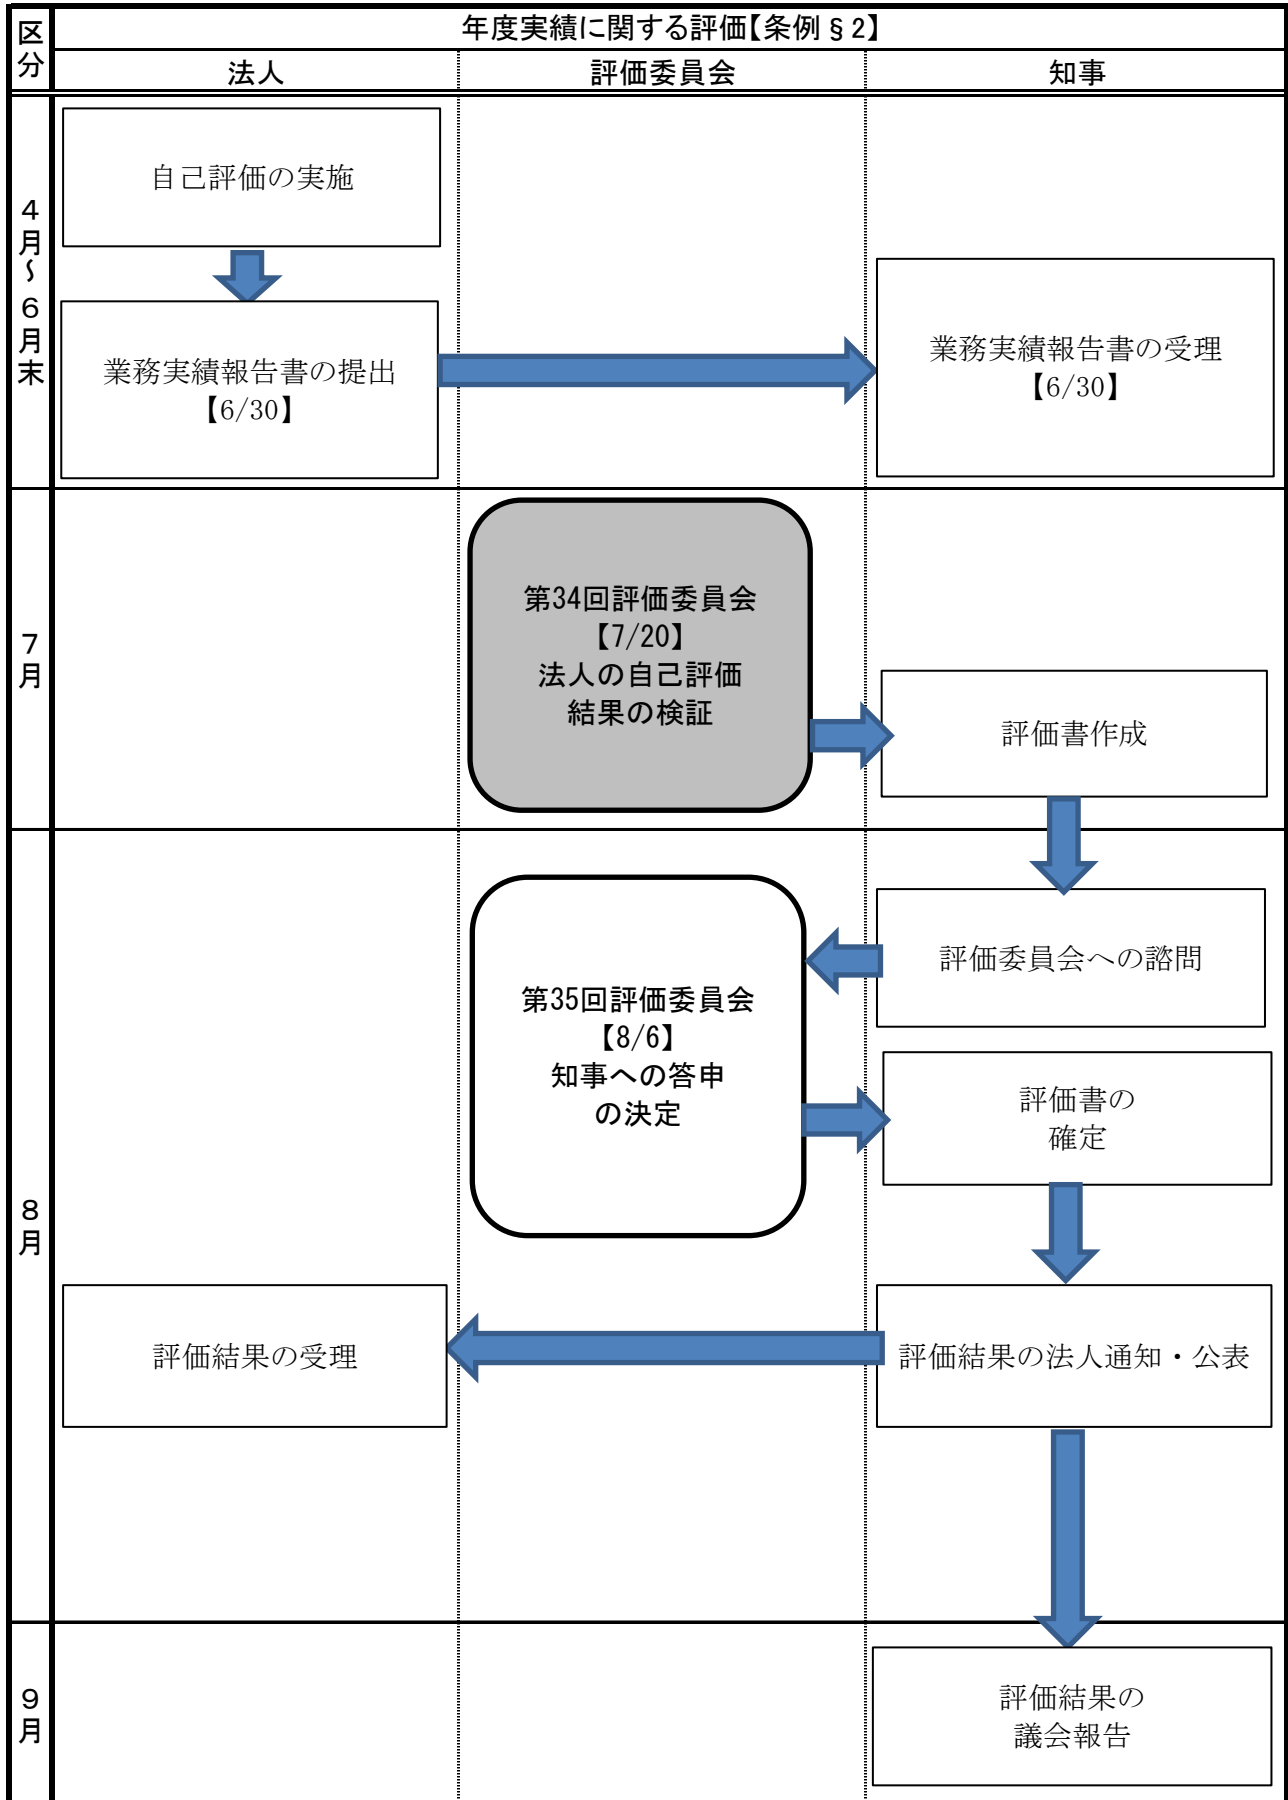 区分
年度実績に関する評価【条例§2】
法人
評価委員会
知事
4月～6月末
自己評価の実施
業務実績報告書の提出
【6/30】
業務実績報告書の受理
【6/30】
7月
第34回評価委員会
【7/20】
法人の自己評価
結果の検証
評価書作成
8月
評価委員会への諮問
第35回評価委員会
【8/6】
知事への答申
の決定
評価書の
確定
評価結果の受理
評価結果の法人通知・公表
9月
評価結果の
議会報告